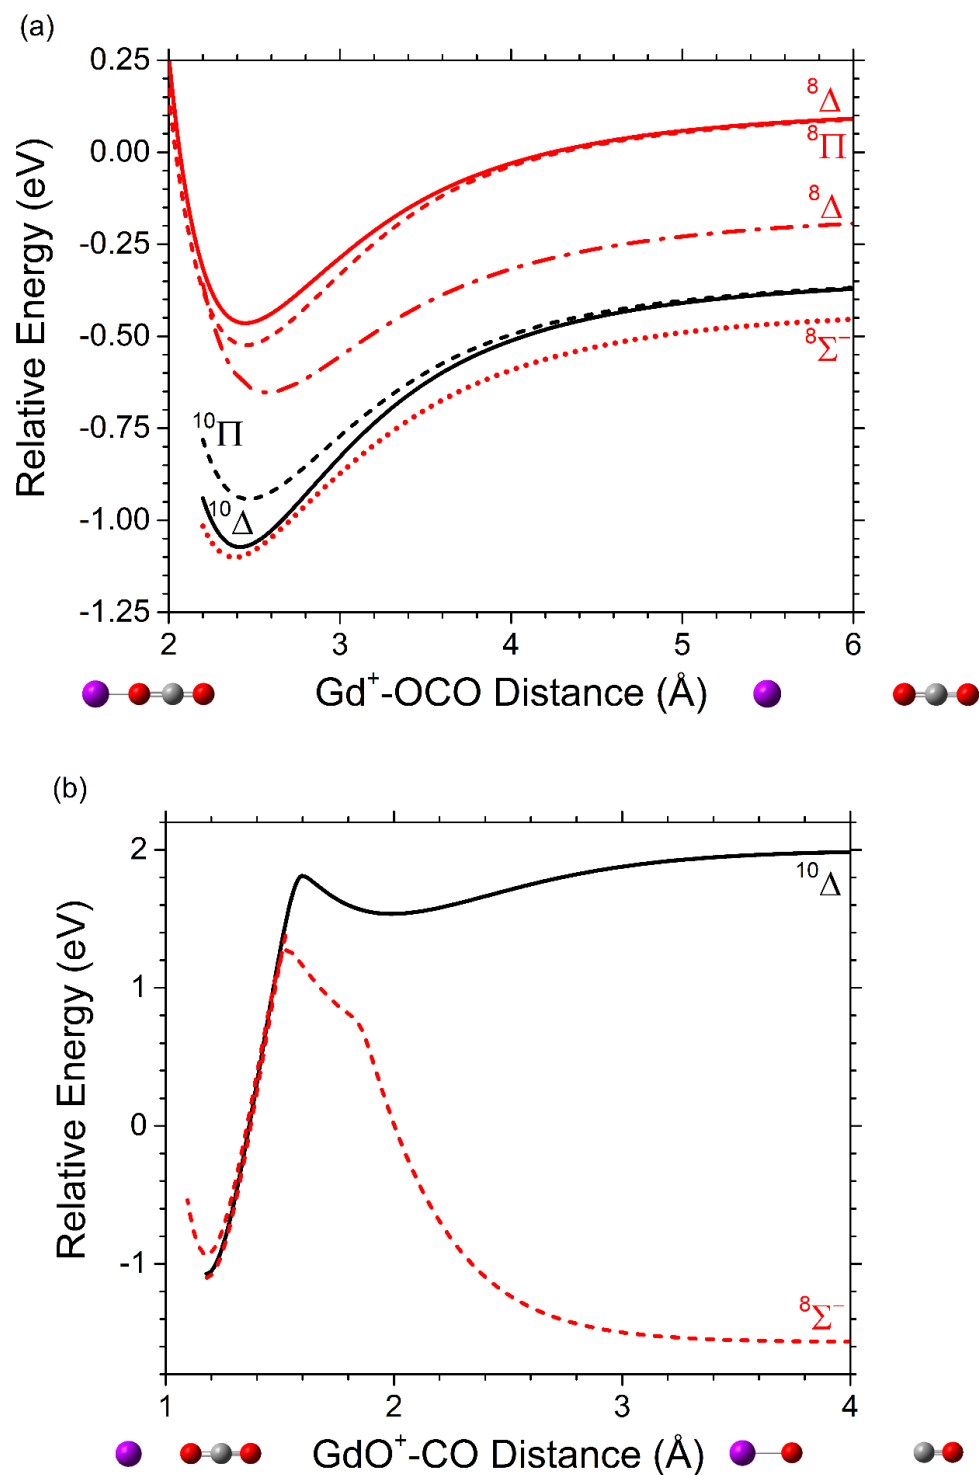 (a)
0.25
0.00
-0.25
-0.50
-0.75
-1.00
-1.25
Relative Energy (eV)
⁸Δ
⁸Π
⁸Δ
⁸Σ⁻
¹⁰Π
¹⁰Δ
2 3 4 5 6
Gd⁺-OCO Distance (Å)
(b)
2
1
0
-1
Relative Energy (eV)
¹⁰Δ
⁸Σ⁻
1 2 3 4
GdO⁺-CO Distance (Å)